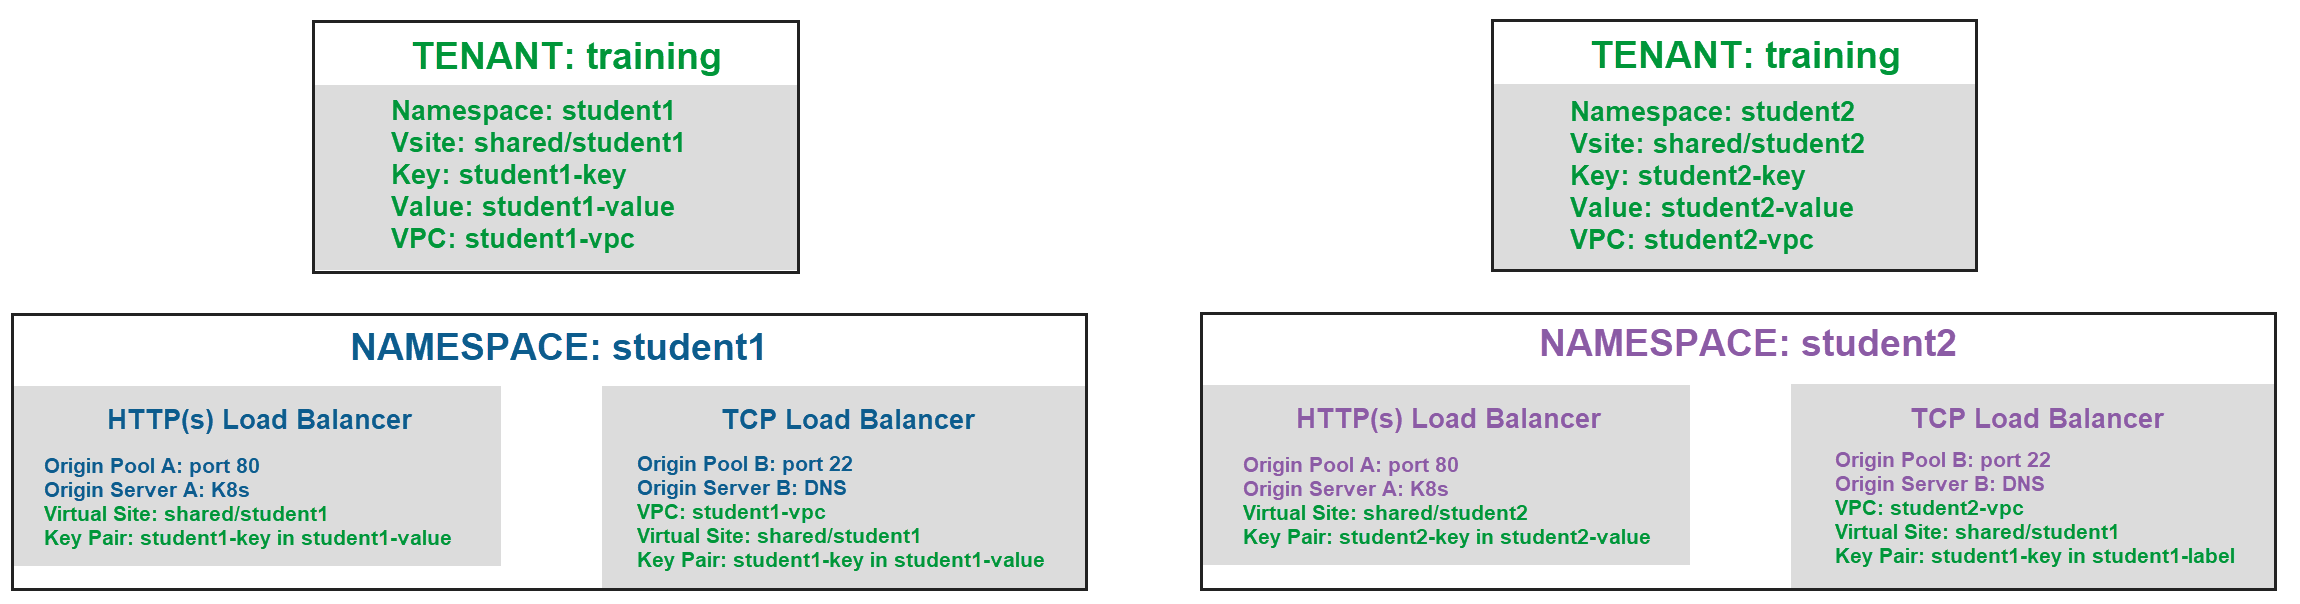 TENANT: training
Namespace: student1
Vsite: shared/student1
Key: student1-key
Value: student1-value
VPC: student1-vpc
TENANT: training
Namespace: student2
Vsite: shared/student2
Key: student2-key
Value: student2-value
VPC: student2-vpc
NAMESPACE: student1
HTTP(s) Load Balancer
Origin Pool A: port 80
Origin Server A: K8s
Virtual Site: shared/student1
Key Pair: student1-key in student1-value
TCP Load Balancer
Origin Pool B: port 22
Origin Server B: DNS
VPC: student1-vpc
Virtual Site: shared/student1
Key Pair: student1-key in student1-value
NAMESPACE: student2
HTTP(s) Load Balancer
Origin Pool A: port 80
Origin Server A: K8s
Virtual Site: shared/student2
Key Pair: student2-key in student2-value
TCP Load Balancer
Origin Pool B: port 22
Origin Server B: DNS
VPC: student2-vpc
Virtual Site: shared/student1
Key Pair: student1-key in student1-label